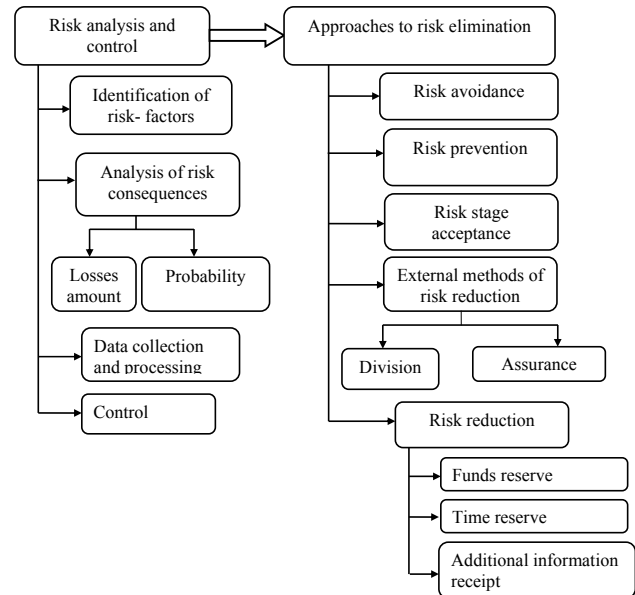 Risk analysis and
control
Identification of
risk- factors
Analysis of risk
consequences
Losses
amount
Probability
Data collection
and processing
Control
Approaches to risk elimination
Risk avoidance
Risk prevention
Risk stage
acceptance
External methods of
risk reduction
Division
Assurance
Risk reduction
Funds reserve
Time reserve
Additional information
receipt